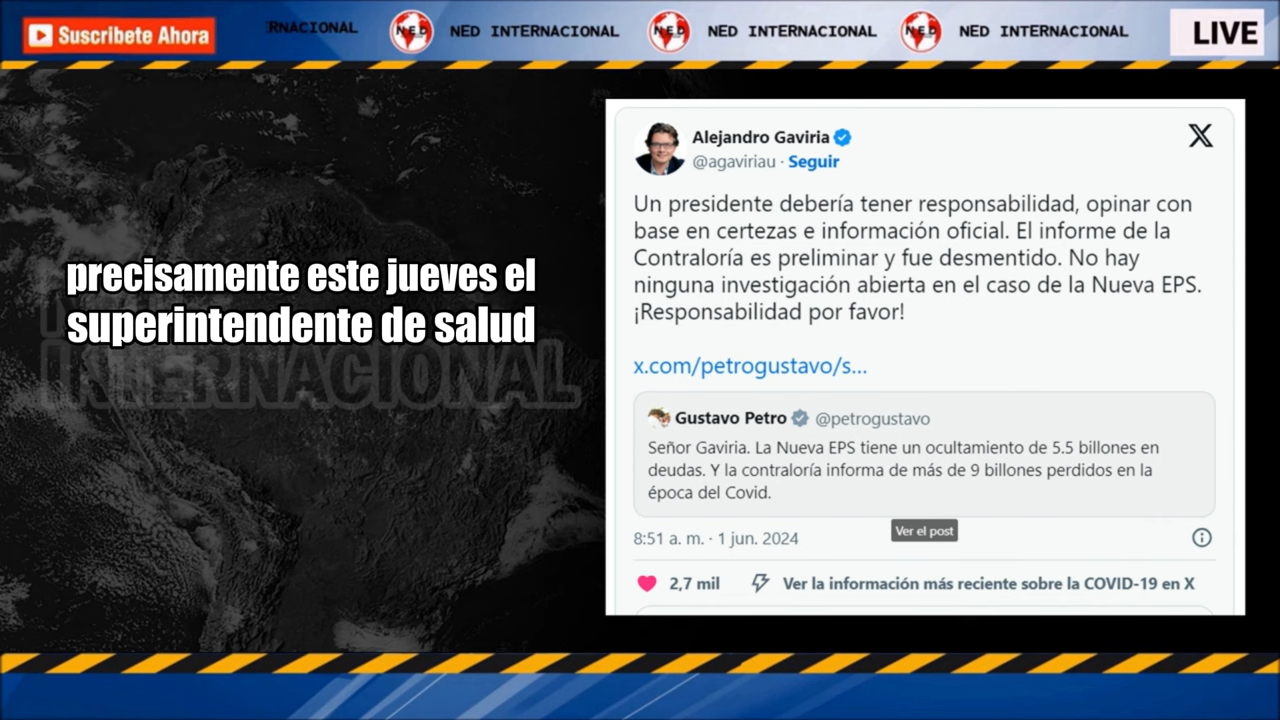 Suscribete Ahora
RNACIONAL
NED
NED INTERNACIONAL
NED
NED INTERNACIONAL
NED
NED INTERNACIONAL
LIVE
precisamente este jueves el
superintendente de salud
INTERNACIONAL
Alejandro Gaviria
@agaviriau · Seguir
Un presidente debería tener responsabilidad, opinar con
base en certezas e información oficial. El informe de la
Contraloría es preliminar y fue desmentido. No hay
ninguna investigación abierta en el caso de la Nueva EPS.
¡Responsabilidad por favor!
x.com/petrogustavo/s...
Gustavo Petro @petrogustavo
Señor Gaviria. La Nueva EPS tiene un ocultamiento de 5.5 billones en
deudas. Y la contraloría informa de más de 9 billones perdidos en la
época del Covid.
Ver el post
8:51 a. m. · 1 jun. 2024
2,7 mil
Ver la información más reciente sobre la COVID-19 en X